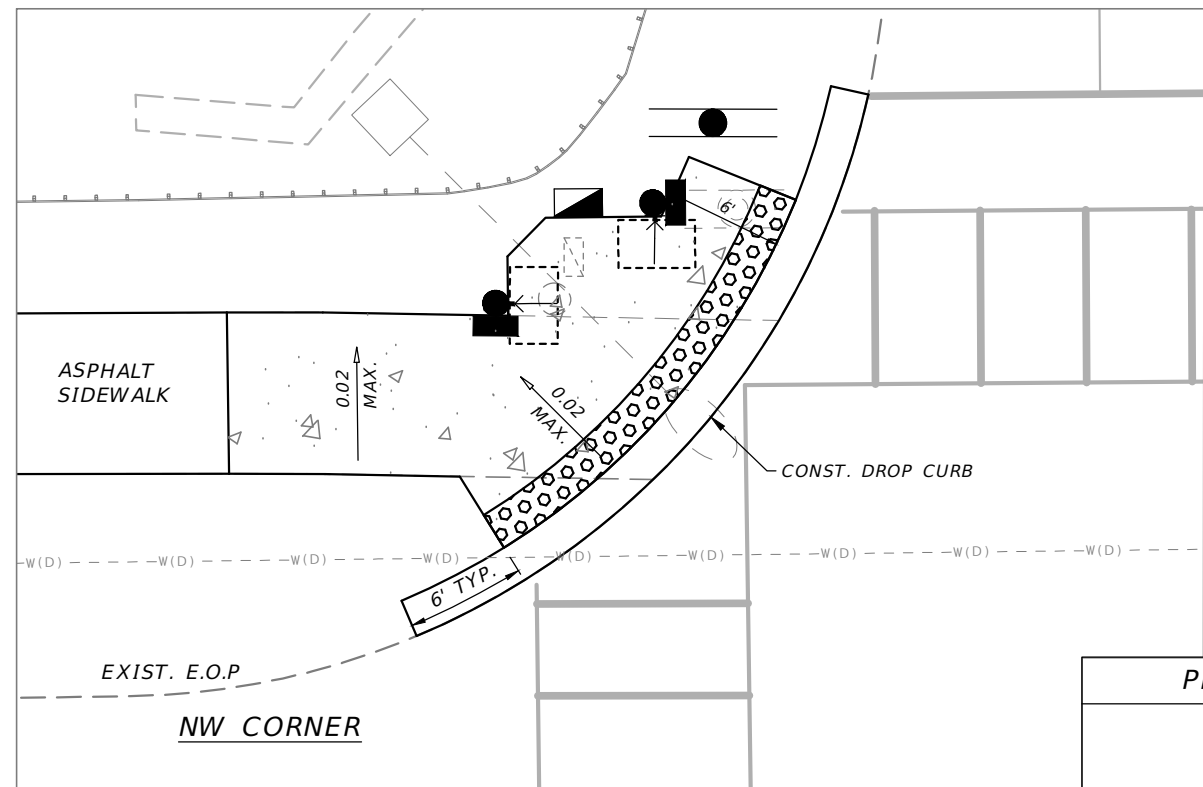 6'
ASPHALT
SIDEWALK
0.02
MAX.
0.02
MAX.
CONST. DROP CURB
W(D) W(D) W(D) W(D) W(D) W(D) W(D) W(D) W(D)
6' TYP.
EXIST. E.O.P
NW CORNER